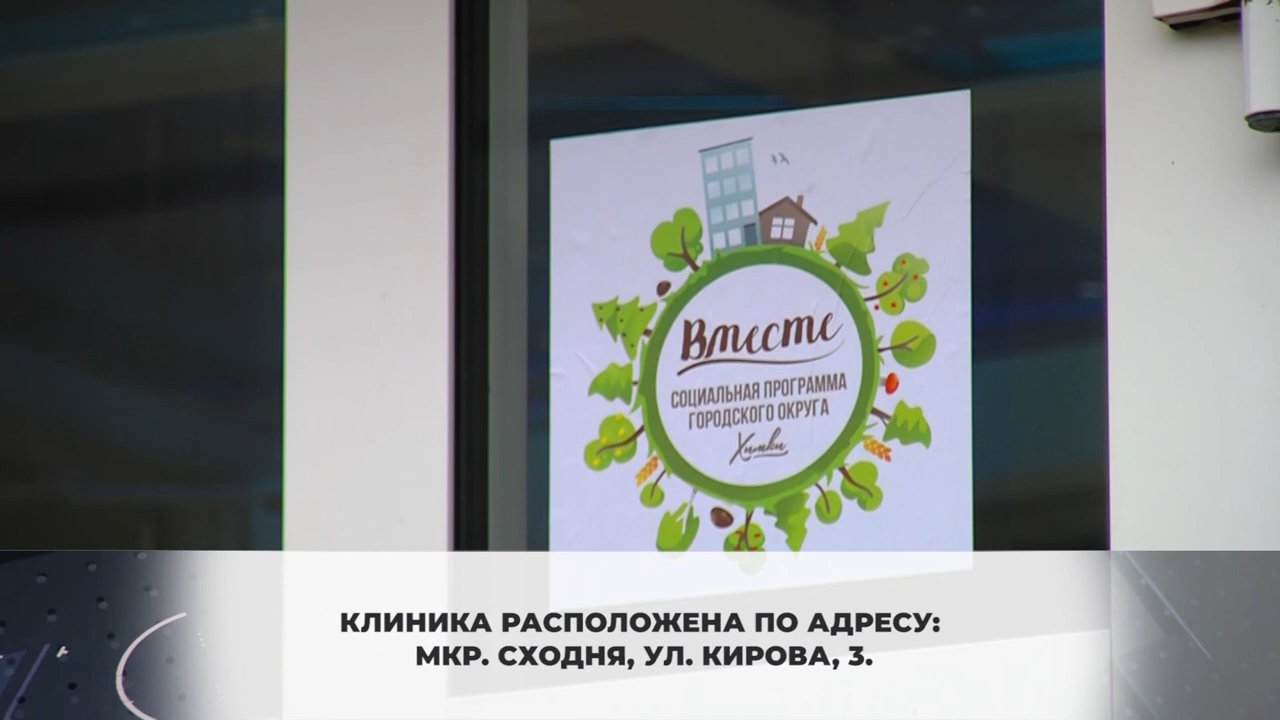 Вместе
СОЦИАЛЬНАЯ ПРОГРАММА
ГОРОДСКОГО ОКРУГА
Химки
КЛИНИКА РАСПОЛОЖЕНА ПО АДРЕСУ:
МКР. СХОДНЯ, УЛ. КИРОВА, 3.